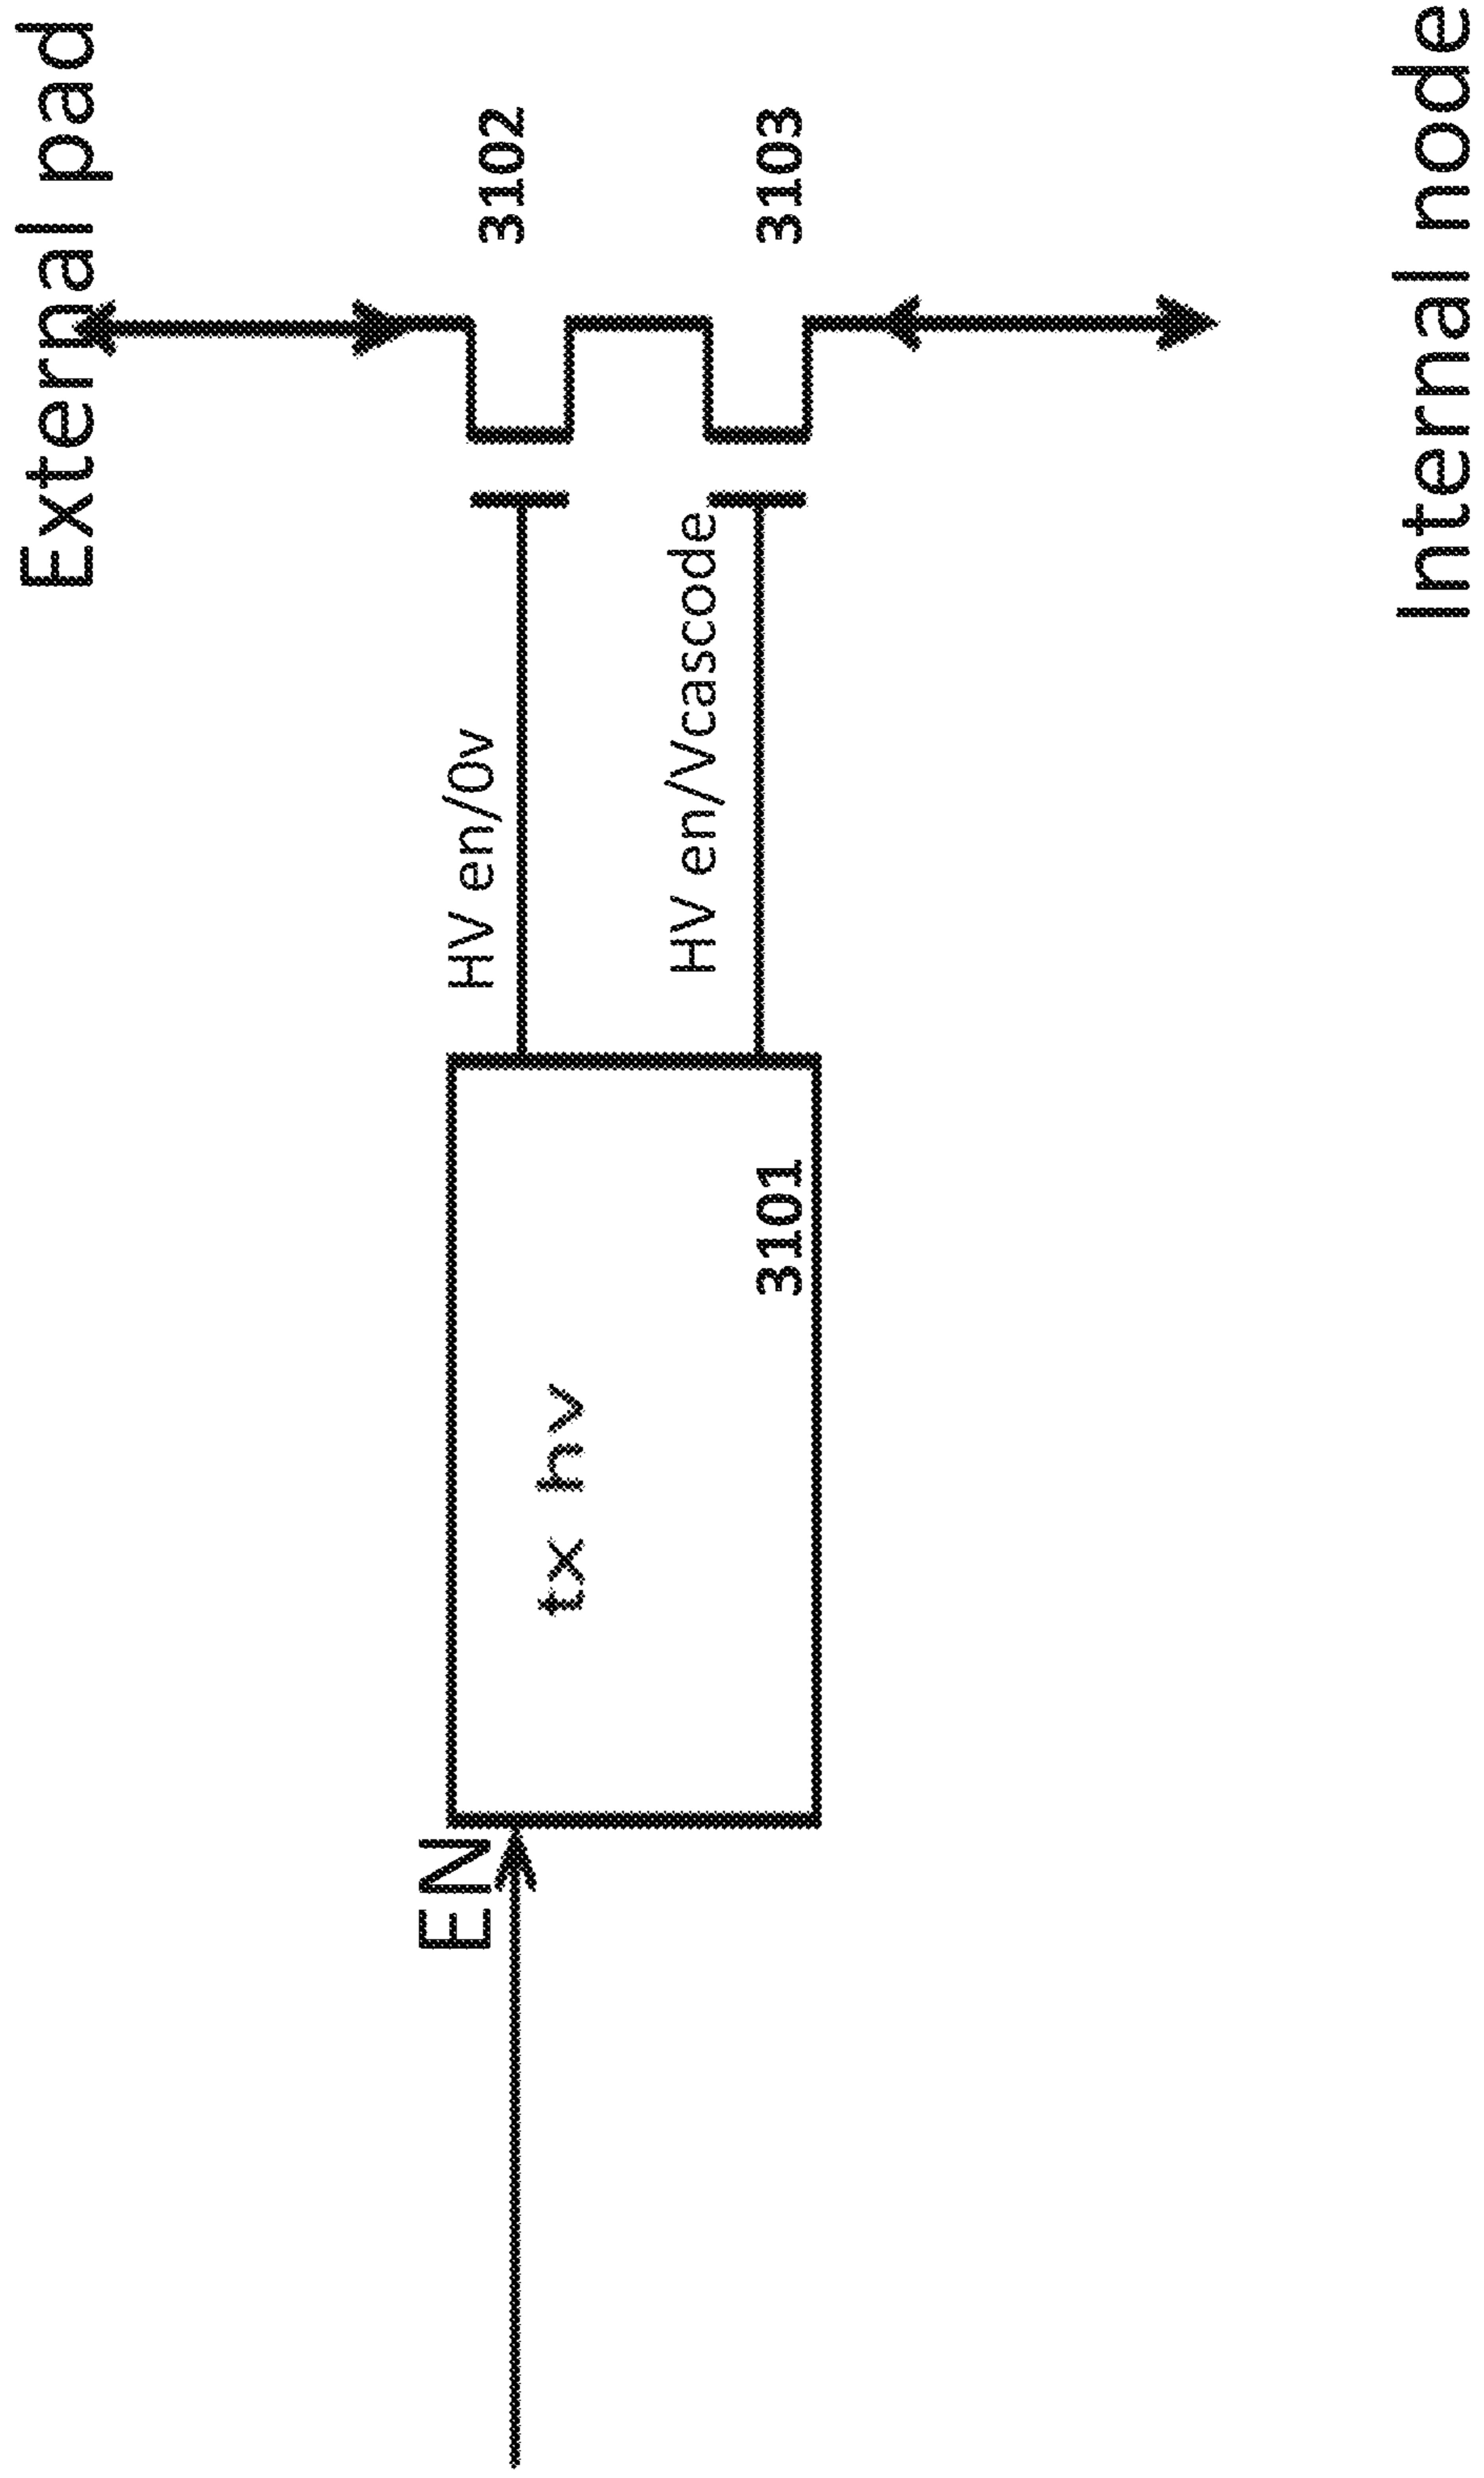 External pad
3102
3103
HV en/0v
HV en/Vcascode
Internal node
3101
tx hv
EN